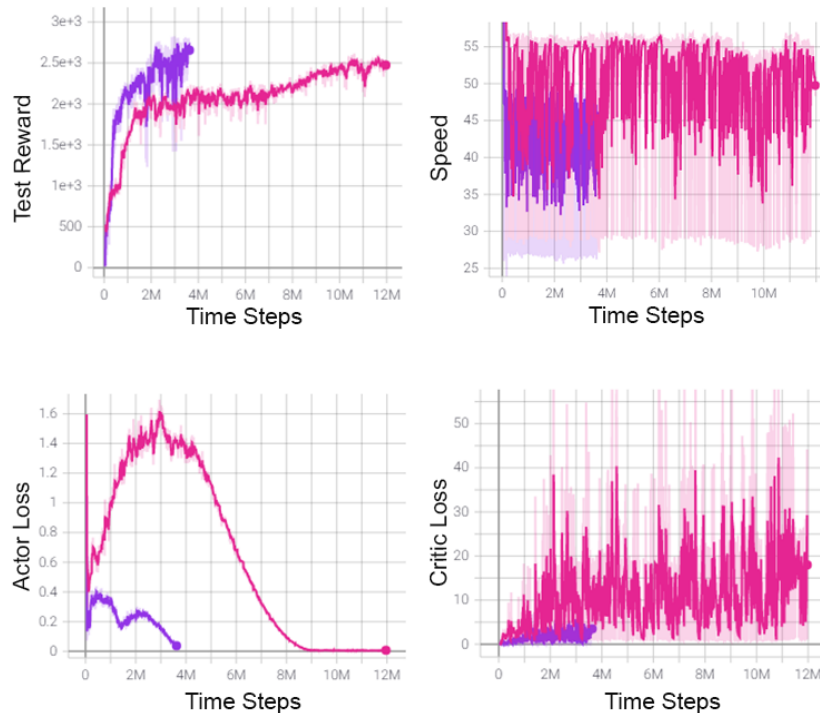 3e+3
2.5e+3
2e+3
1.5e+3
1e+3
500
0
0 2M 4M 6M 8M 10M 12M
Test Reward
Time Steps
55
50
45
40
35
30
25
0 2M 4M 6M 8M 10M
Speed
Time Steps
1.6
1.4
1.2
1
0.8
0.6
0.4
0.2
0
0 2M 4M 6M 8M 10M 12M
Actor Loss
Time Steps
50
40
30
20
10
0
0 2M 4M 6M 8M 10M 12M
Critic Loss
Time Steps